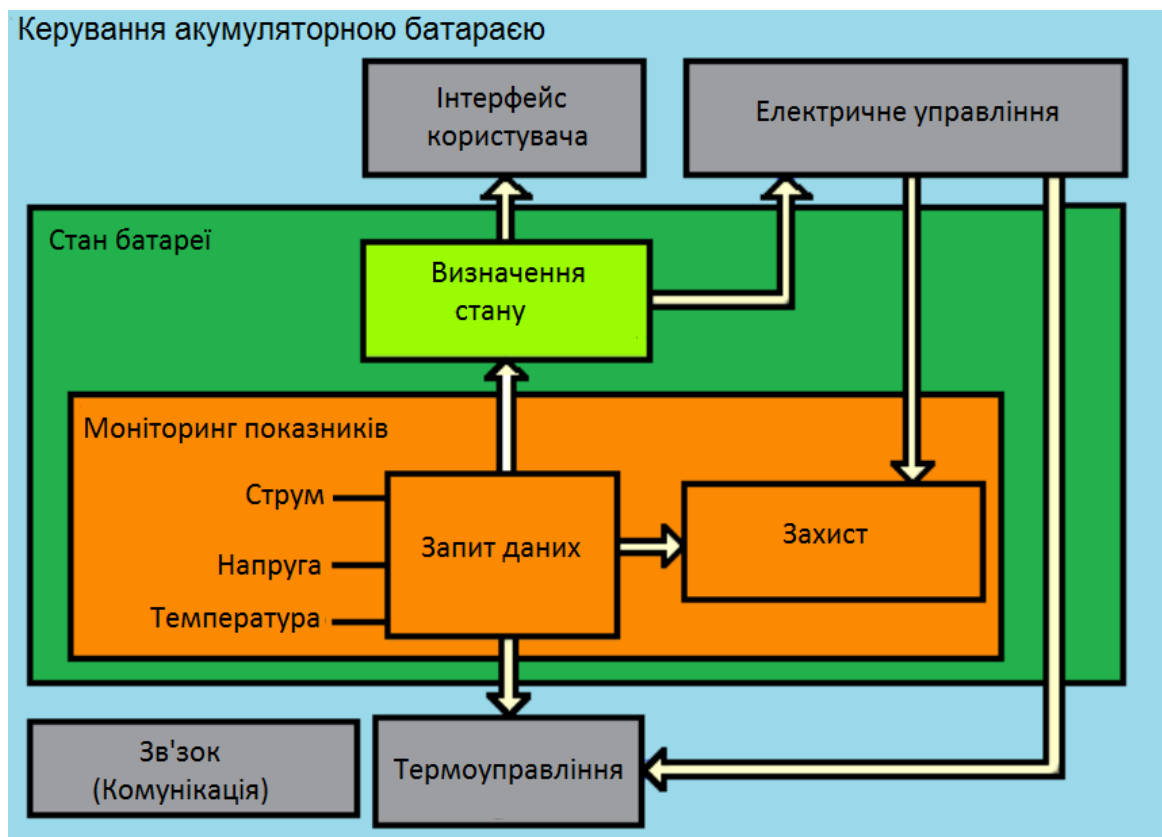 Керування акумуляторною батараєю
Інтерфейс
користувача
Електричне управління
Стан батареї
Визначення
стану
Моніторинг показників
Струм
Напруга
Температура
Запит даних
Захист
Зв'зок
(Комунікація)
Термоуправління